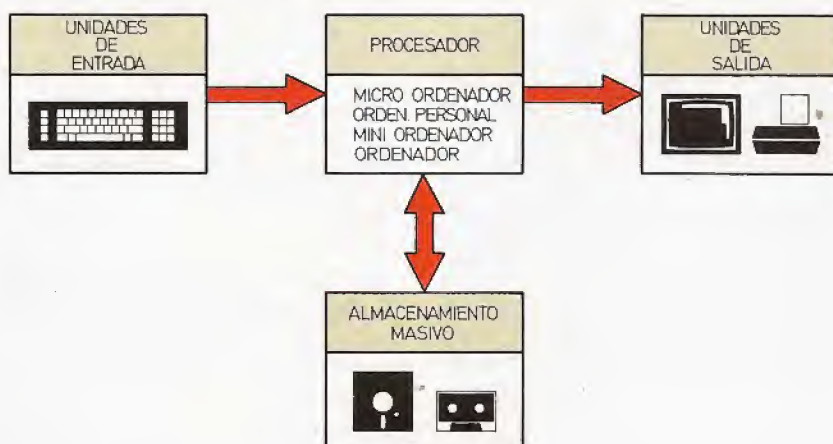 UNIDADES
DE
ENTRADA
PROCESADOR
MICRO ORDENADOR
ORDEN. PERSONAL
MINI ORDENADOR
ORDENADOR
UNIDADES
DE
SALIDA
ALMACENAMIENTO
MASIVO